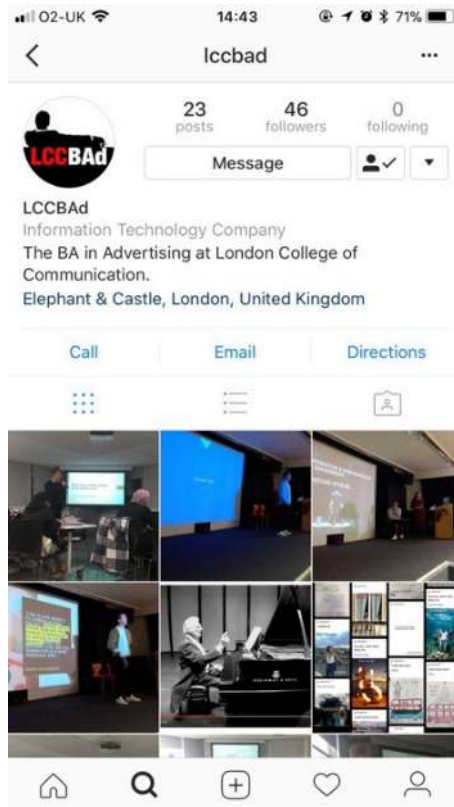 O2-UK 14:43 71%
lccbad
23 46 0
posts followers following
Message
LCCBAd
LCCBAd
Information Technology Company
The BA in Advertising at London College of
Communication.
Elephant & Castle, London, United Kingdom
Call Email Directions